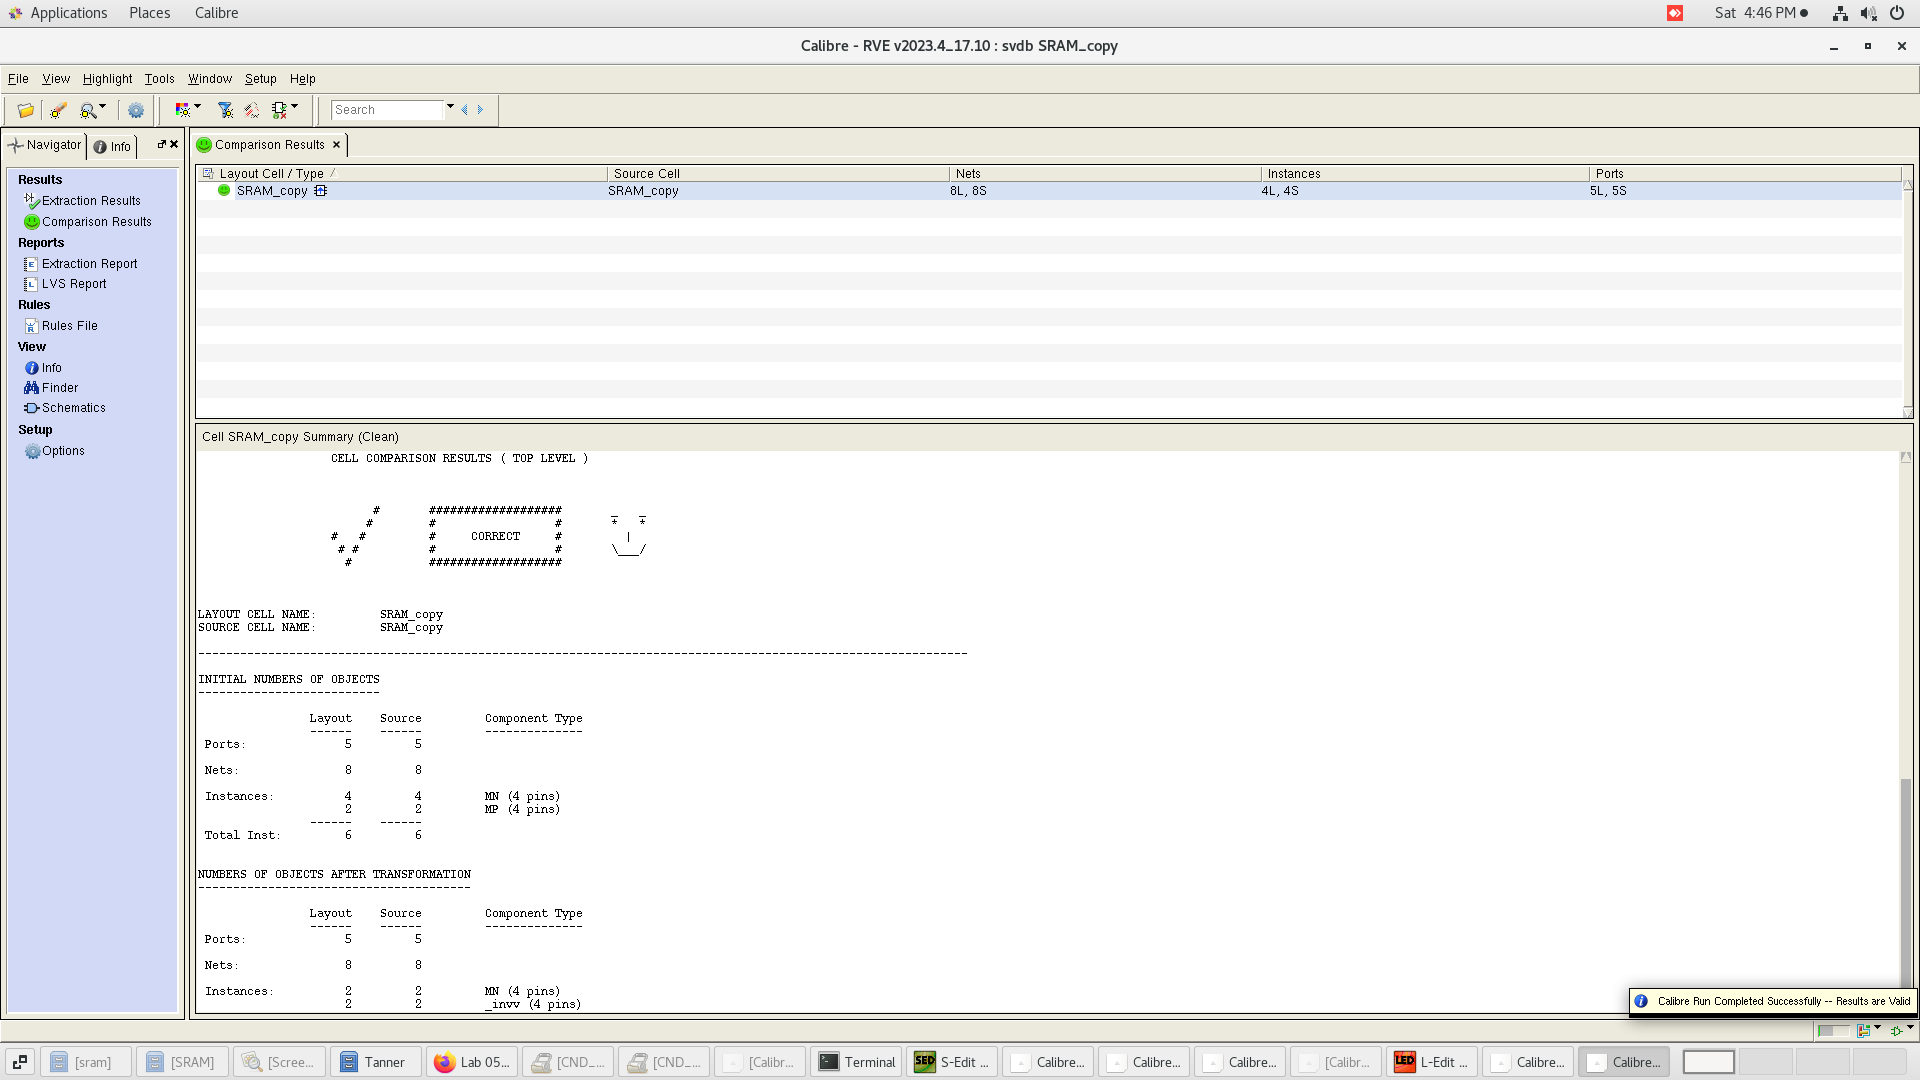 Applications Places Calibre Sat 4:46 PM
Calibre - RVE v2023.4_17.10 : svdb SRAM_copy
File View Highlight Tools Window Setup Help
Search
Navigator Info Comparison Results
Results
Extraction Results
Comparison Results
Reports
Extraction Report
LVS Report
Rules
Rules File
View
Info
Finder
Schematics
Setup
Options
Layout Cell / Type Source Cell Nets Instances Ports
SRAM_copy SRAM_copy 8L, 8S 4L, 4S 5L, 5S
Cell SRAM_copy Summary (Clean)
CELL COMPARISON RESULTS ( TOP LEVEL )
# ################### _ _
# # # * *
# # # CORRECT # |
# # # # \___/
# ###################
LAYOUT CELL NAME: SRAM_copy
SOURCE CELL NAME: SRAM_copy
--------------------------------------------------------------------------------------------------------------
INITIAL NUMBERS OF OBJECTS
--------------------------
Layout Source Component Type
------ ------ --------------
Ports: 5 5
Nets: 8 8
Instances: 4 4 MN (4 pins)
2 2 MP (4 pins)
------ ------
Total Inst: 6 6
NUMBERS OF OBJECTS AFTER TRANSFORMATION
---------------------------------------
Layout Source Component Type
------ ------ --------------
Ports: 5 5
Nets: 8 8
Instances: 2 2 MN (4 pins)
2 2 _invv (4 pins)
Calibre Run Completed Successfully -- Results are Valid
[sram] [SRAM] [Scree... Tanner Lab 05... [CND_... [CND_... [Calibr... Terminal S-Edit ... Calibre... Calibre... Calibre... [Calibr... L-Edit ... Calibre... Calibre...